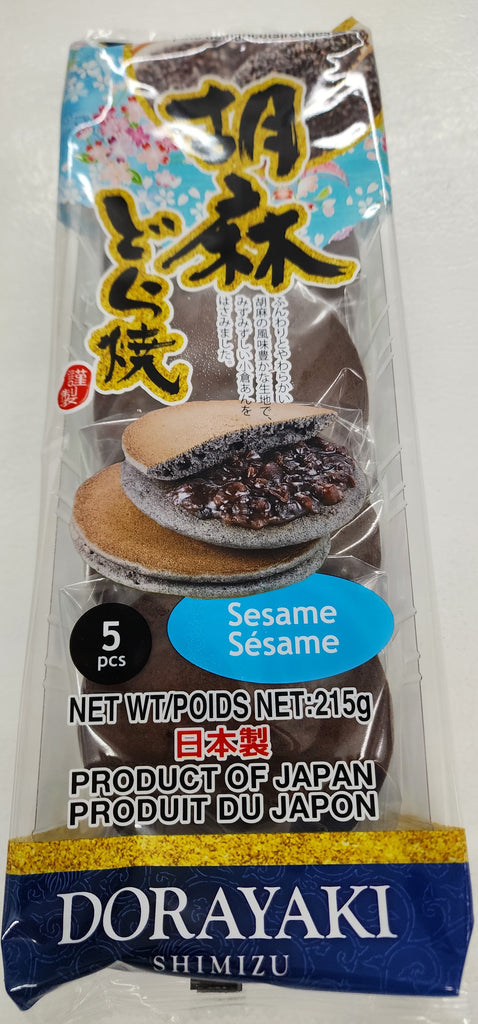 胡麻
どら焼
謹製
ふんわりとやわらかい
胡麻の風味豊かな生地で、
みずみずしい小倉あんを
はさみました。
5
pcs
Sesame
Sésame
NET WT/POIDS NET:215g
日本製
PRODUCT OF JAPAN
PRODUIT DU JAPON
DORAYAKI
SHIMIZU